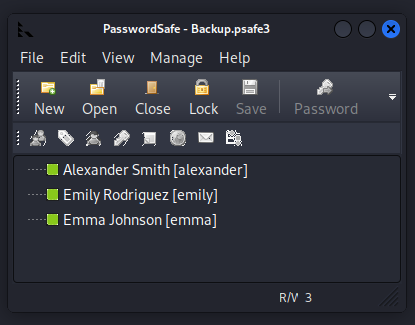 PasswordSafe - Backup.psafe3
File Edit View Manage Help
New Open Close Lock Save Password
Alexander Smith [alexander]
Emily Rodriguez [emily]
Emma Johnson [emma]
R/W 3